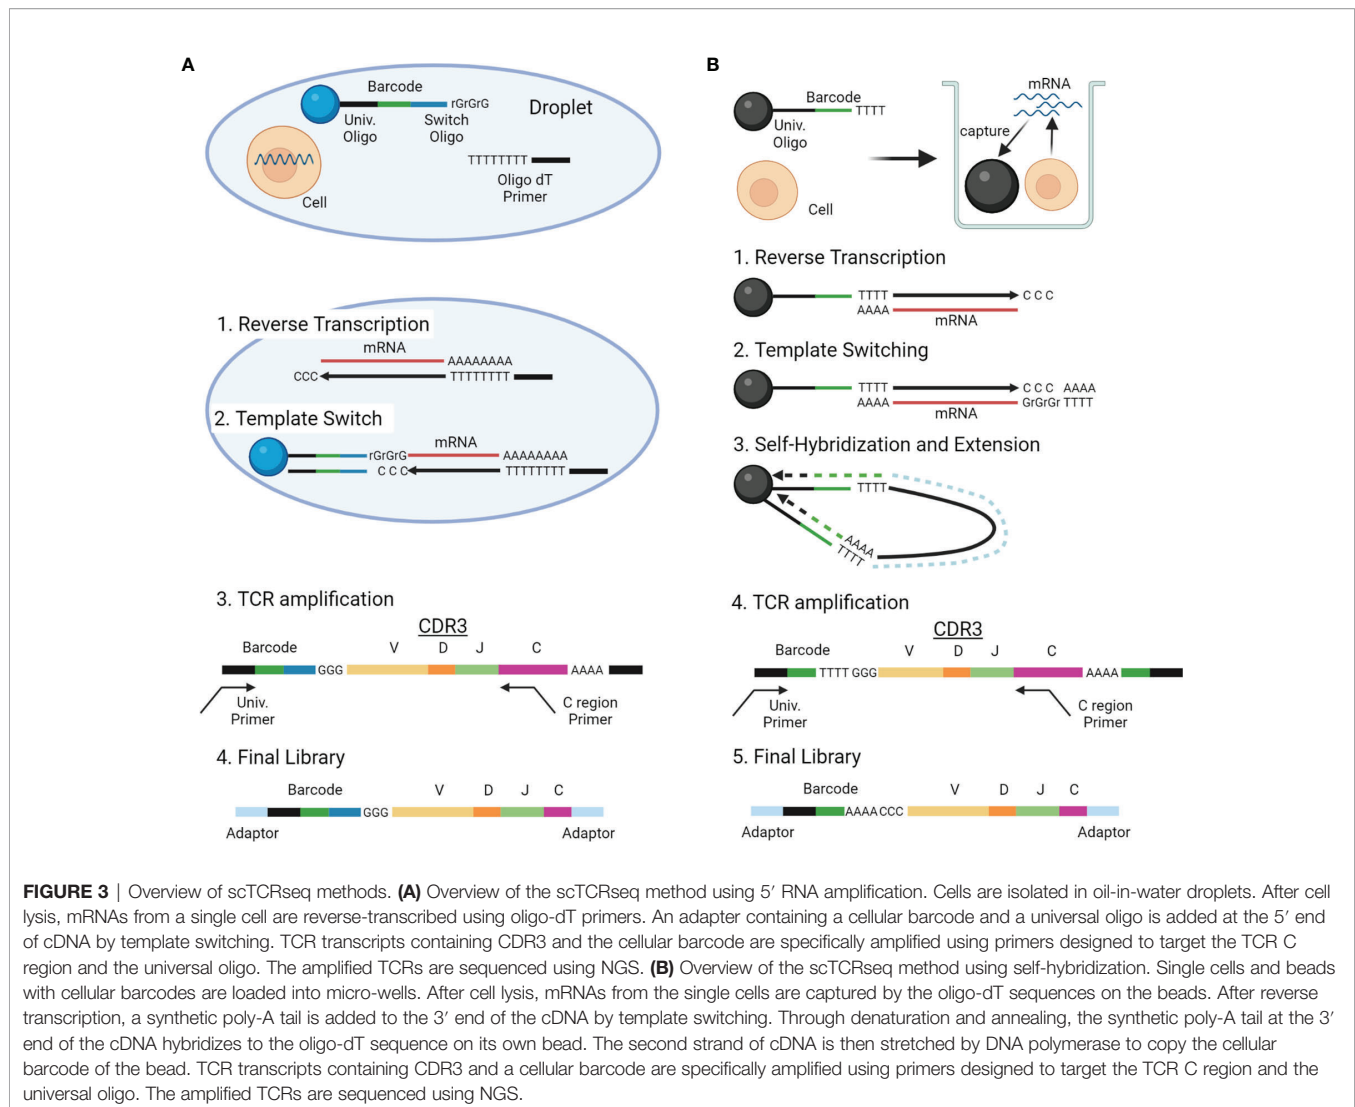 A
Barcode
rGrGrG
Univ.
Oligo
Switch
Oligo
Droplet
TTTTTTTT
Oligo dT
Primer
Cell
1. Reverse Transcription
mRNA
AAAAAAAA
CCC
TTTTTTTT
2. Template Switch
rGrGrG
mRNA
AAAAAAAA
C C C
TTTTTTTT
3. TCR amplification
CDR3
Barcode
V D J C
GGG
AAAA
Univ.
Primer
C region
Primer
4. Final Library
Barcode
V D J C
GGG
Adaptor
Adaptor
B
Barcode
TTTT
Univ.
Oligo
Cell
mRNA
capture
1. Reverse Transcription
TTTT
C C C
AAAA
mRNA
2. Template Switching
TTTT
C C C AAAA
AAAA
mRNA
GrGrGr TTTT
3. Self-Hybridization and Extension
TTTT
AAAA
TTTT
4. TCR amplification
CDR3
Barcode
V D J C
TTTT GGG
AAAA
Univ.
Primer
C region
Primer
5. Final Library
Barcode
V D J C
AAAACCC
Adaptor
Adaptor
FIGURE 3 | Overview of scTCRseq methods. (A) Overview of the scTCRseq method using 5′ RNA amplification. Cells are isolated in oil-in-water droplets. After cell
lysis, mRNAs from a single cell are reverse-transcribed using oligo-dT primers. An adapter containing a cellular barcode and a universal oligo is added at the 5′ end
of cDNA by template switching. TCR transcripts containing CDR3 and the cellular barcode are specifically amplified using primers designed to target the TCR C
region and the universal oligo. The amplified TCRs are sequenced using NGS. (B) Overview of the scTCRseq method using self-hybridization. Single cells and beads
with cellular barcodes are loaded into micro-wells. After cell lysis, mRNAs from the single cells are captured by the oligo-dT sequences on the beads. After reverse
transcription, a synthetic poly-A tail is added to the 3′ end of the cDNA by template switching. Through denaturation and annealing, the synthetic poly-A tail at the 3′
end of the cDNA hybridizes to the oligo-dT sequence on its own bead. The second strand of cDNA is then stretched by DNA polymerase to copy the cellular
barcode of the bead. TCR transcripts containing CDR3 and a cellular barcode are specifically amplified using primers designed to target the TCR C region and the
universal oligo. The amplified TCRs are sequenced using NGS.